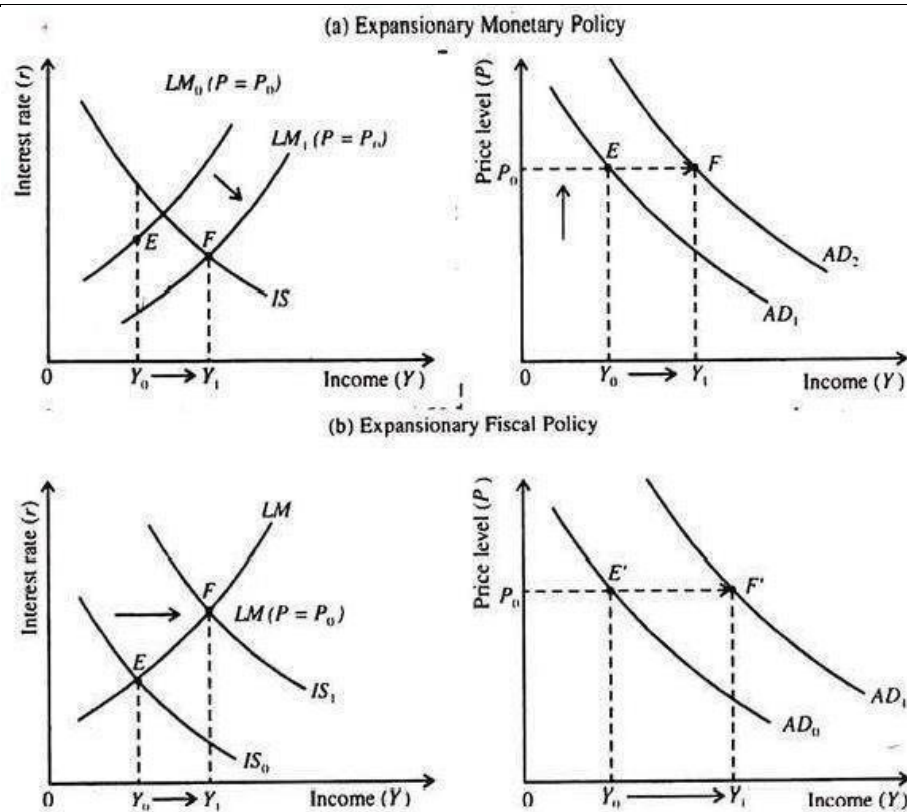 (a) Expansionary Monetary Policy
Interest rate (r)
LM₀ (P = P₀)
LM₁ (P = P₀)
E
F
IS
0
Y₀
Y₁
Income (Y)
Price level (P)
P₀
E
F
AD₂
AD₁
0
Y₀
Y₁
Income (Y)
(b) Expansionary Fiscal Policy
Interest rate (r)
LM
F
LM (P = P₀)
E
IS₁
IS₀
0
Y₀
Y₁
Income (Y)
Price level (P)
P₀
E'
F'
AD₁
AD₀
0
Y₀
Y₁
Income (Y)